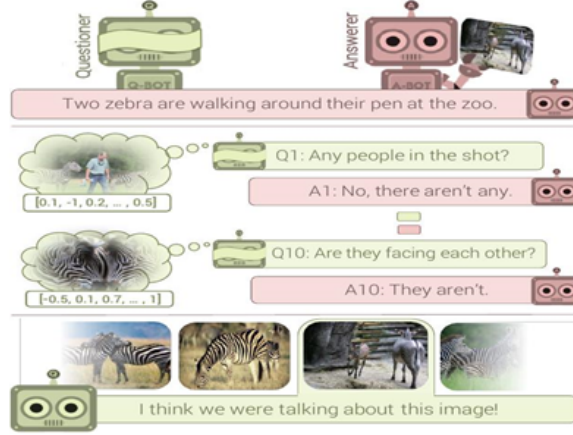 Questioner
Q
Q-BOT
Answerer
A
A-BOT
Two zebra are walking around their pen at the zoo.
Q1: Any people in the shot?
[0.1, -1, 0.2, ... , 0.5]
A1: No, there aren't any.
Q10: Are they facing each other?
[-0.5, 0.1, 0.7, ... , 1]
A10: They aren't.
I think we were talking about this image!